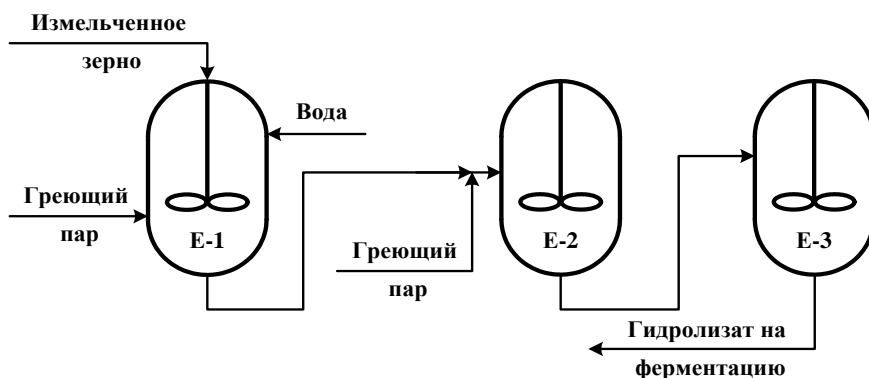 Измельченное
зерно
Вода
Греющий
пар
Е-1
Греющий
пар
Е-2
Е-3
Гидролизат на
ферментацию